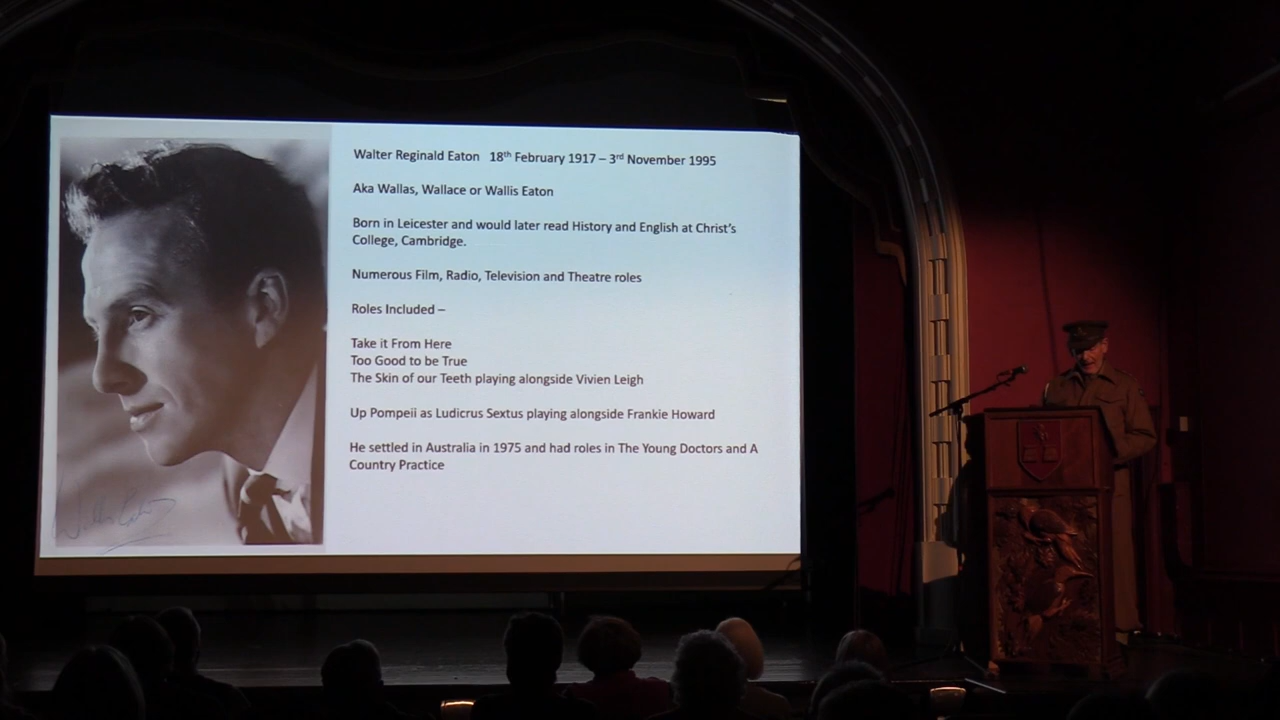 Walter Reginald Eaton 18th February 1917 – 3rd November 1995
Aka Wallas, Wallace or Wallis Eaton
Born in Leicester and would later read History and English at Christ's
College, Cambridge.
Numerous Film, Radio, Television and Theatre roles
Roles Included –
Take it From Here
Too Good to be True
The Skin of our Teeth playing alongside Vivien Leigh
Up Pompeii as Ludicrus Sextus playing alongside Frankie Howard
He settled in Australia in 1975 and had roles in The Young Doctors and A
Country Practice